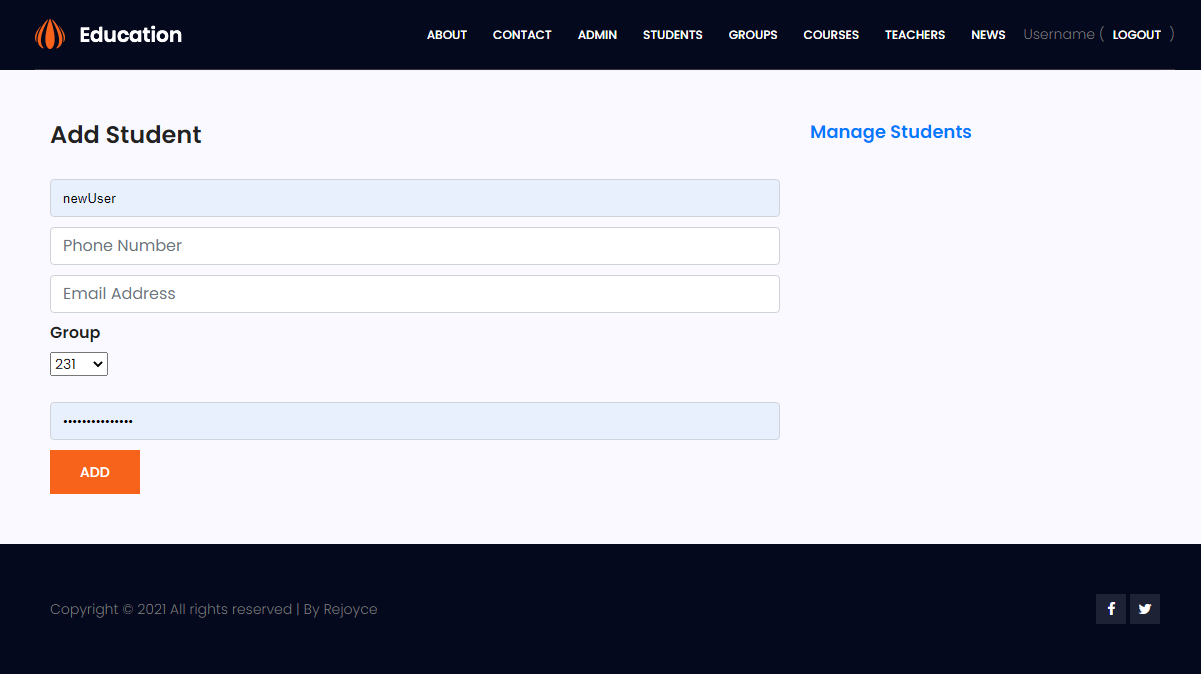 Education
ABOUT CONTACT ADMIN STUDENTS GROUPS COURSES TEACHERS NEWS Username ( LOGOUT )
Add Student
Manage Students
newUser
Phone Number
Email Address
Group
231
•••••••••••••••
ADD
Copyright © 2021 All rights reserved | By Rejoyce